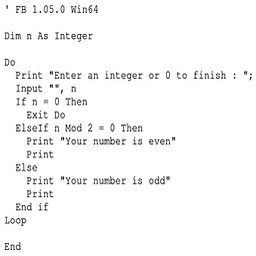 ' FB 1.05.0 Win64
Dim n As Integer
Do
Print "Enter an integer or 0 to finish : ";
Input "", n
If n = 0 Then
Exit Do
ElseIf n Mod 2 = 0 Then
Print "Your number is even"
Print
Else
Print "Your number is odd"
Print
End if
Loop
End